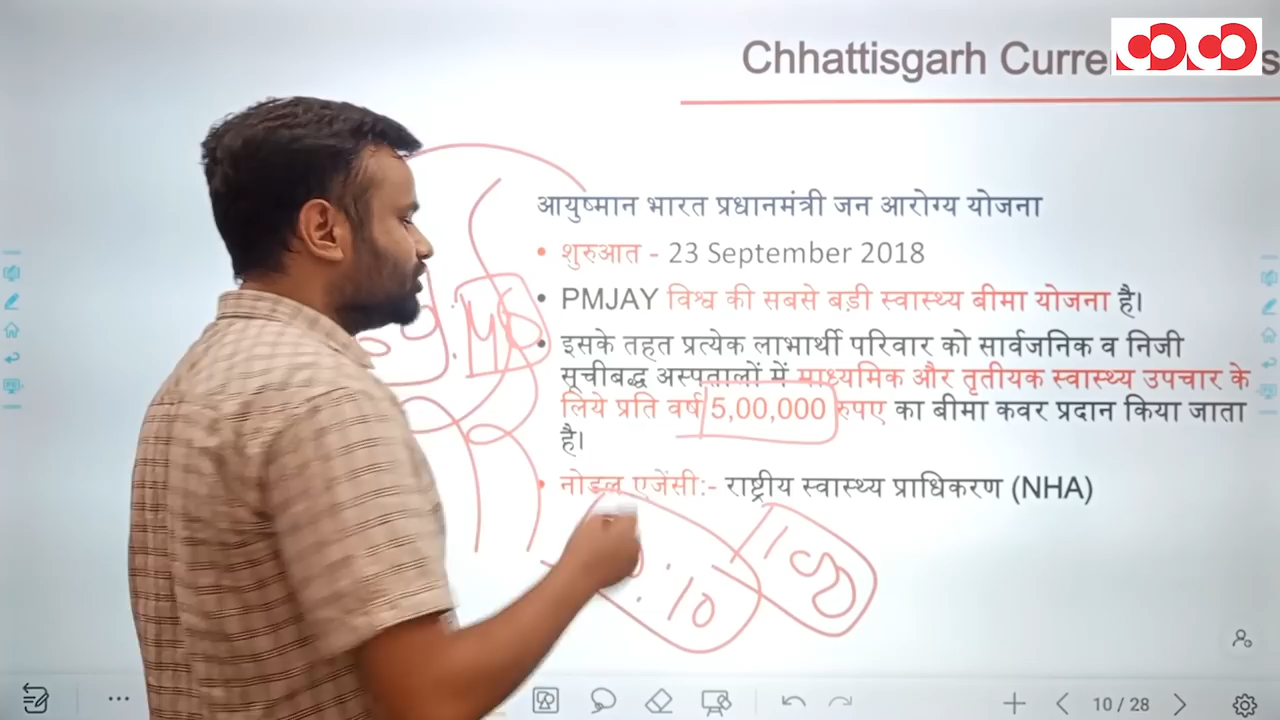 Chhattisgarh
आयुष्मान भारत प्रधानमंत्री जन आरोग्य योजना
• शुरुआत - 23 September 2018
• PMJAY विश्व की सबसे बड़ी स्वास्थ्य बीमा योजना है।
• इसके तहत प्रत्येक लाभार्थी परिवार को सार्वजनिक व निजी
सूचीबद्ध अस्पतालों में माध्यमिक और तृतीयक स्वास्थ्य उपचार के
लिये प्रति वर्ष 5,00,000 रुपए का बीमा कवर प्रदान किया जाता
है।
• नोडल एजेंसी:- राष्ट्रीय स्वास्थ्य प्राधिकरण (NHA)
10
10 / 28